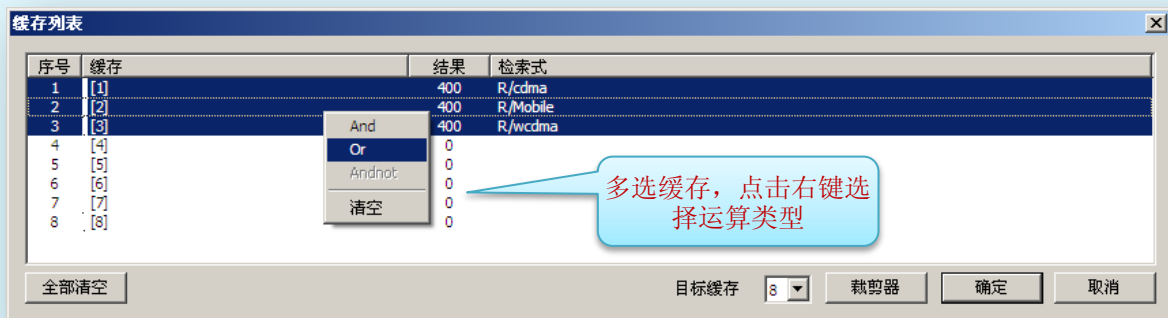 缓存列表
序号 缓存 结果 检索式
1 [1] 400 R/cdma
2 [2] 400 R/Mobile
3 [3] 400 R/wcdma
4 [4] 0
5 [5] 0
6 [6] 0
7 [7] 0
8 [8] 0
And
Or
Andnot
清空
多选缓存，点击右键选
择运算类型
全部清空 目标缓存 8 裁剪器 确定 取消